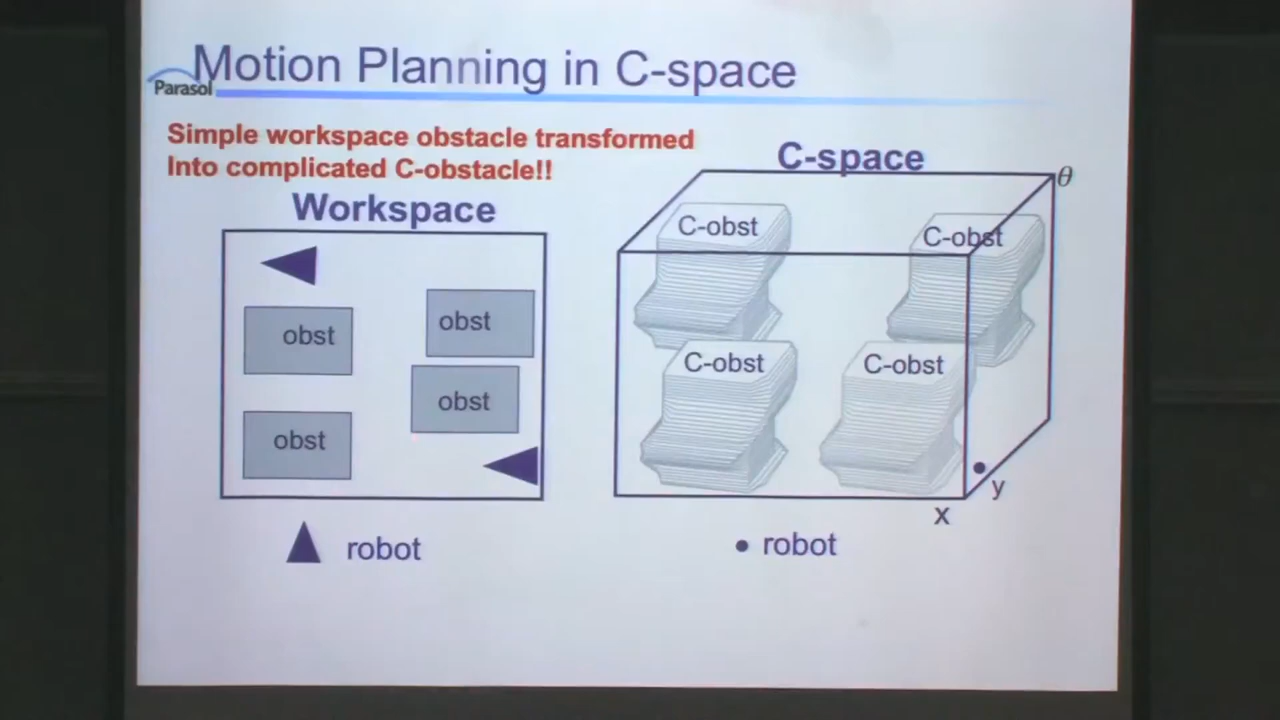 Motion Planning in C-space
Parasol
Simple workspace obstacle transformed
Into complicated C-obstacle!!
Workspace
obst
obst
obst
obst
robot
C-space
θ
C-obst
C-obst
C-obst
C-obst
y
x
robot